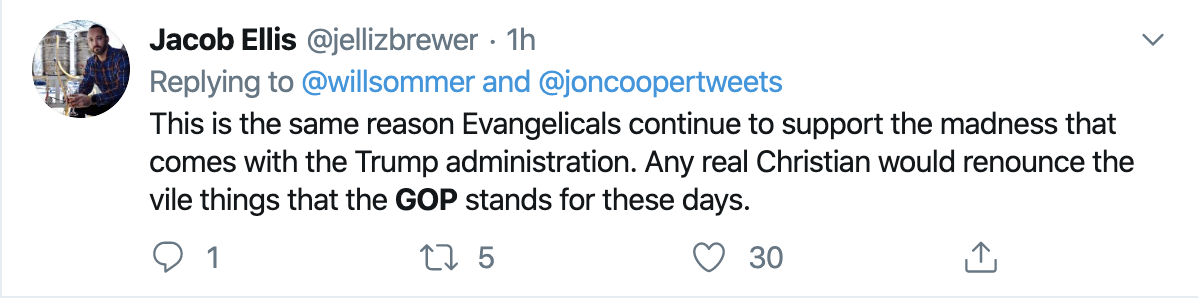 Jacob Ellis @jellizbrewer · 1h
Replying to @willsommer and @joncoopertweets
This is the same reason Evangelicals continue to support the madness that
comes with the Trump administration. Any real Christian would renounce the
vile things that the GOP stands for these days.
1 5 30